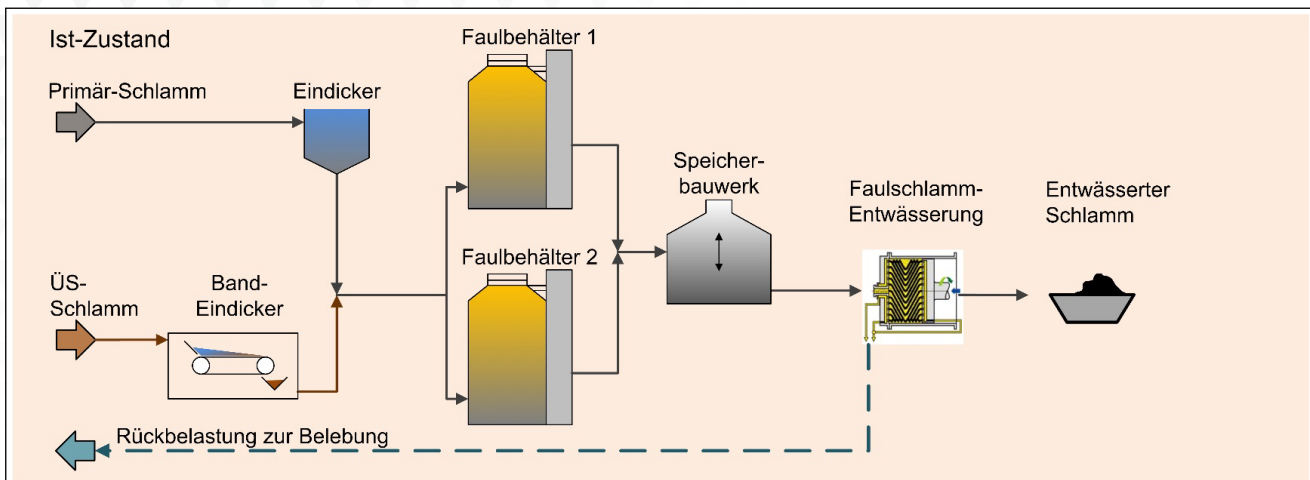 Ist-Zustand
Primär-Schlamm
Eindicker
Faulbehälter 1
Speicher-
bauwerk
Faulschlamm-
Entwässerung
Entwässerter
Schlamm
ÜS-
Schlamm
Band-
Eindicker
Faulbehälter 2
Rückbelastung zur Belebung